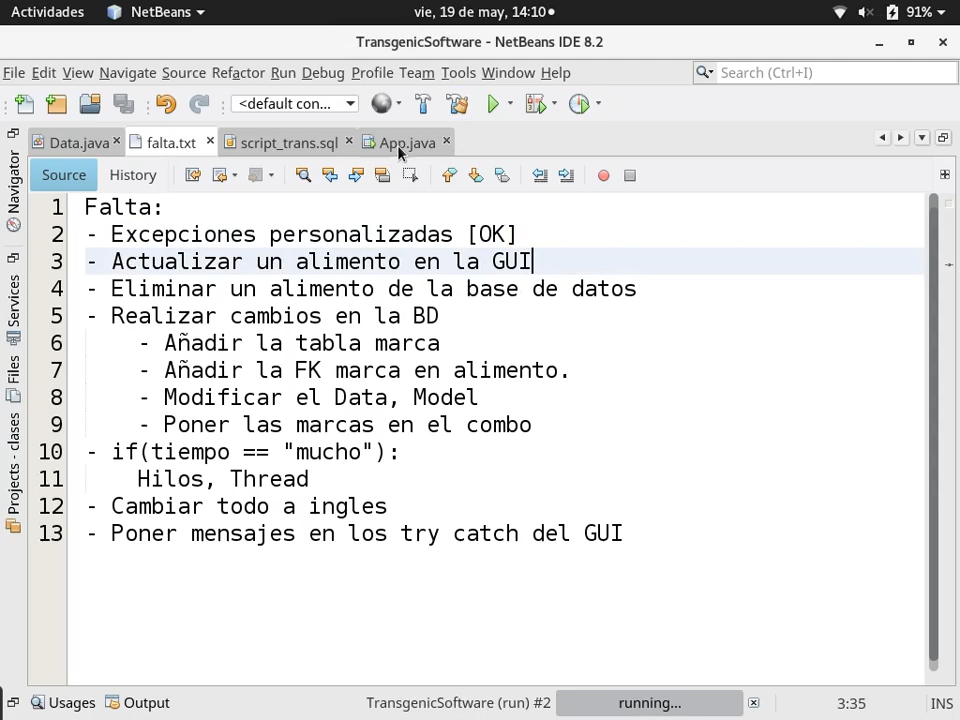 Actividades NetBeans vie, 19 de may, 14:10 91%
TransgenicSoftware - NetBeans IDE 8.2
File Edit View Navigate Source Refactor Run Debug Profile Team Tools Window Help Search (Ctrl+I)
<default con...
Data.java falta.txt script_trans.sql App.java
Source History
Navigator
Services
Files
Projects - clases
1 Falta:
2 - Excepciones personalizadas [OK]
3 - Actualizar un alimento en la GUI
4 - Eliminar un alimento de la base de datos
5 - Realizar cambios en la BD
6 - Añadir la tabla marca
7 - Añadir la FK marca en alimento.
8 - Modificar el Data, Model
9 - Poner las marcas en el combo
10 - if(tiempo == "mucho"):
11 Hilos, Thread
12 - Cambiar todo a ingles
13 - Poner mensajes en los try catch del GUI
Usages Output TransgenicSoftware (run) #2 running... 3:35 INS